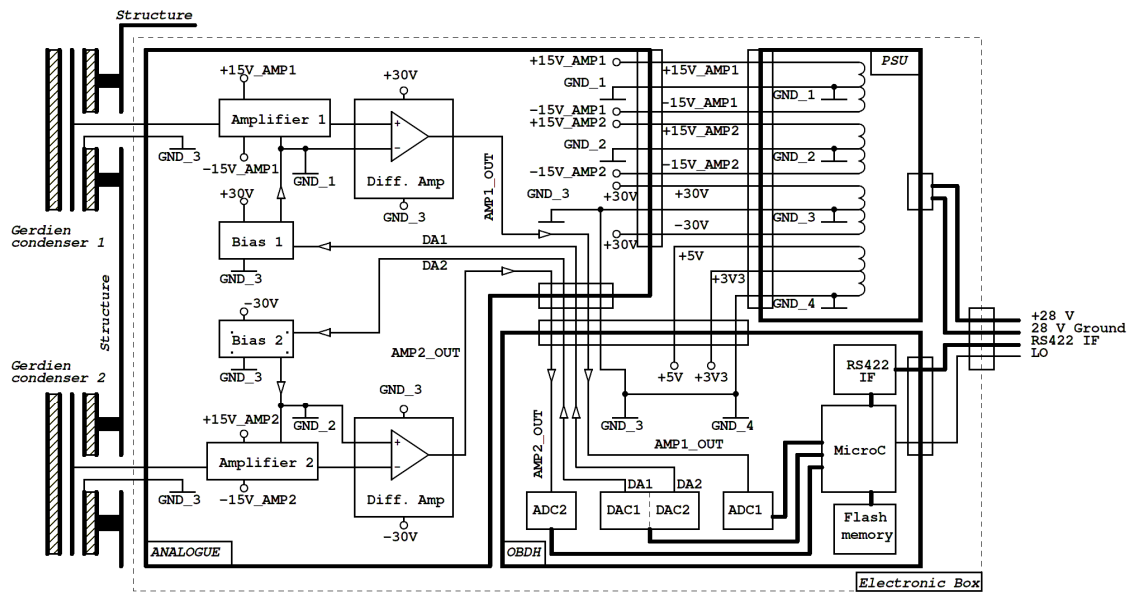 Structure
ANALOGUE
+15V_AMP1
Amplifier 1
-15V_AMP1
GND_3
GND_1
+30V
Diff. Amp
GND_3
AMP1_OUT
+30V
Bias 1
GND_3
DA1
DA2
Gerdien
condenser 1
Structure
-30V
Bias 2
GND_3
AMP2_OUT
Gerdien
condenser 2
+15V_AMP2
Amplifier 2
-15V_AMP2
GND_3
GND_2
GND_3
Diff. Amp
-30V
+15V_AMP1
GND_1
-15V_AMP1
+15V_AMP2
GND_2
-15V_AMP2
GND_3
+30V
+30V
+15V_AMP1
-15V_AMP1
+15V_AMP2
-15V_AMP2
+30V
-30V
+5V
+3V3
PSU
GND_1
GND_2
GND_3
GND_4
+28 V
28 V Ground
RS422 IF
LO
+5V
+3V3
GND_3
GND_4
AMP2_OUT
AMP1_OUT
RS422
IF
MicroC
Flash
memory
DA1
DA2
ADC2
DAC1
DAC2
ADC1
OBDH
Electronic Box